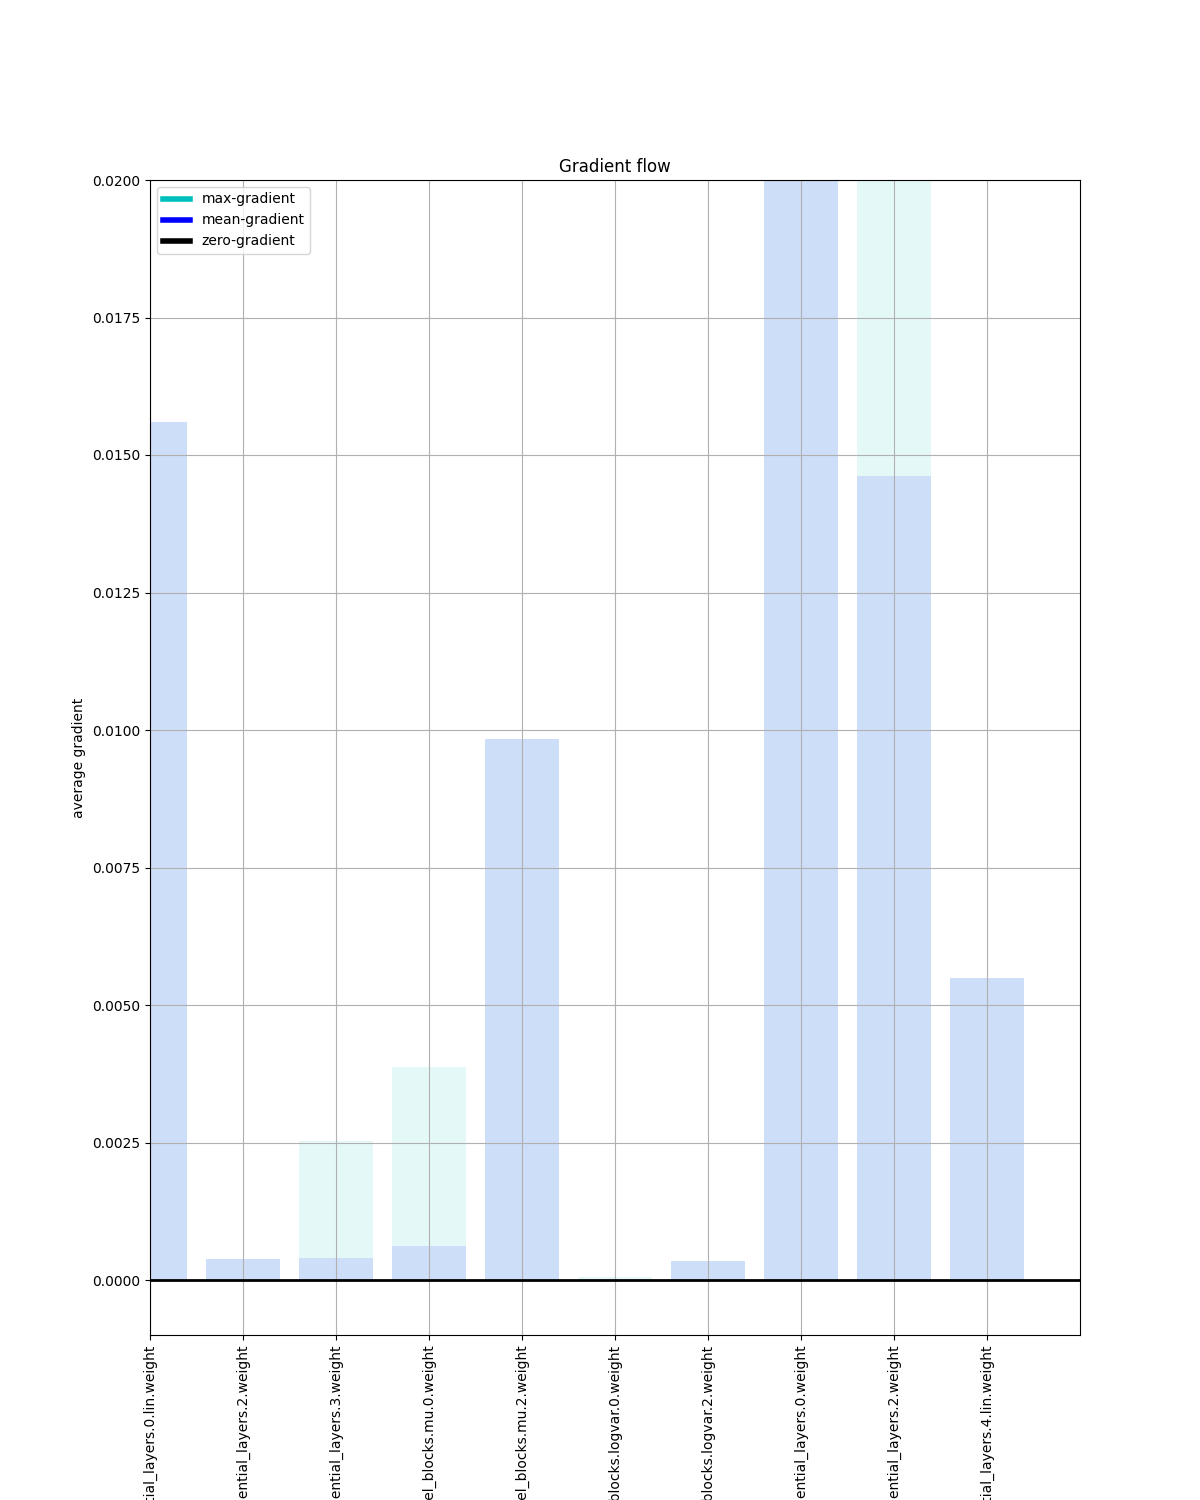 Gradient flow
max-gradient
mean-gradient
zero-gradient
0.0200
0.0175
0.0150
0.0125
0.0100
0.0075
0.0050
0.0025
0.0000
average gradient
tial_layers.0.lin.weight
ential_layers.2.weight
ential_layers.3.weight
el_blocks.mu.0.weight
el_blocks.mu.2.weight
blocks.logvar.0.weight
blocks.logvar.2.weight
ential_layers.0.weight
ential_layers.2.weight
tial_layers.4.lin.weight